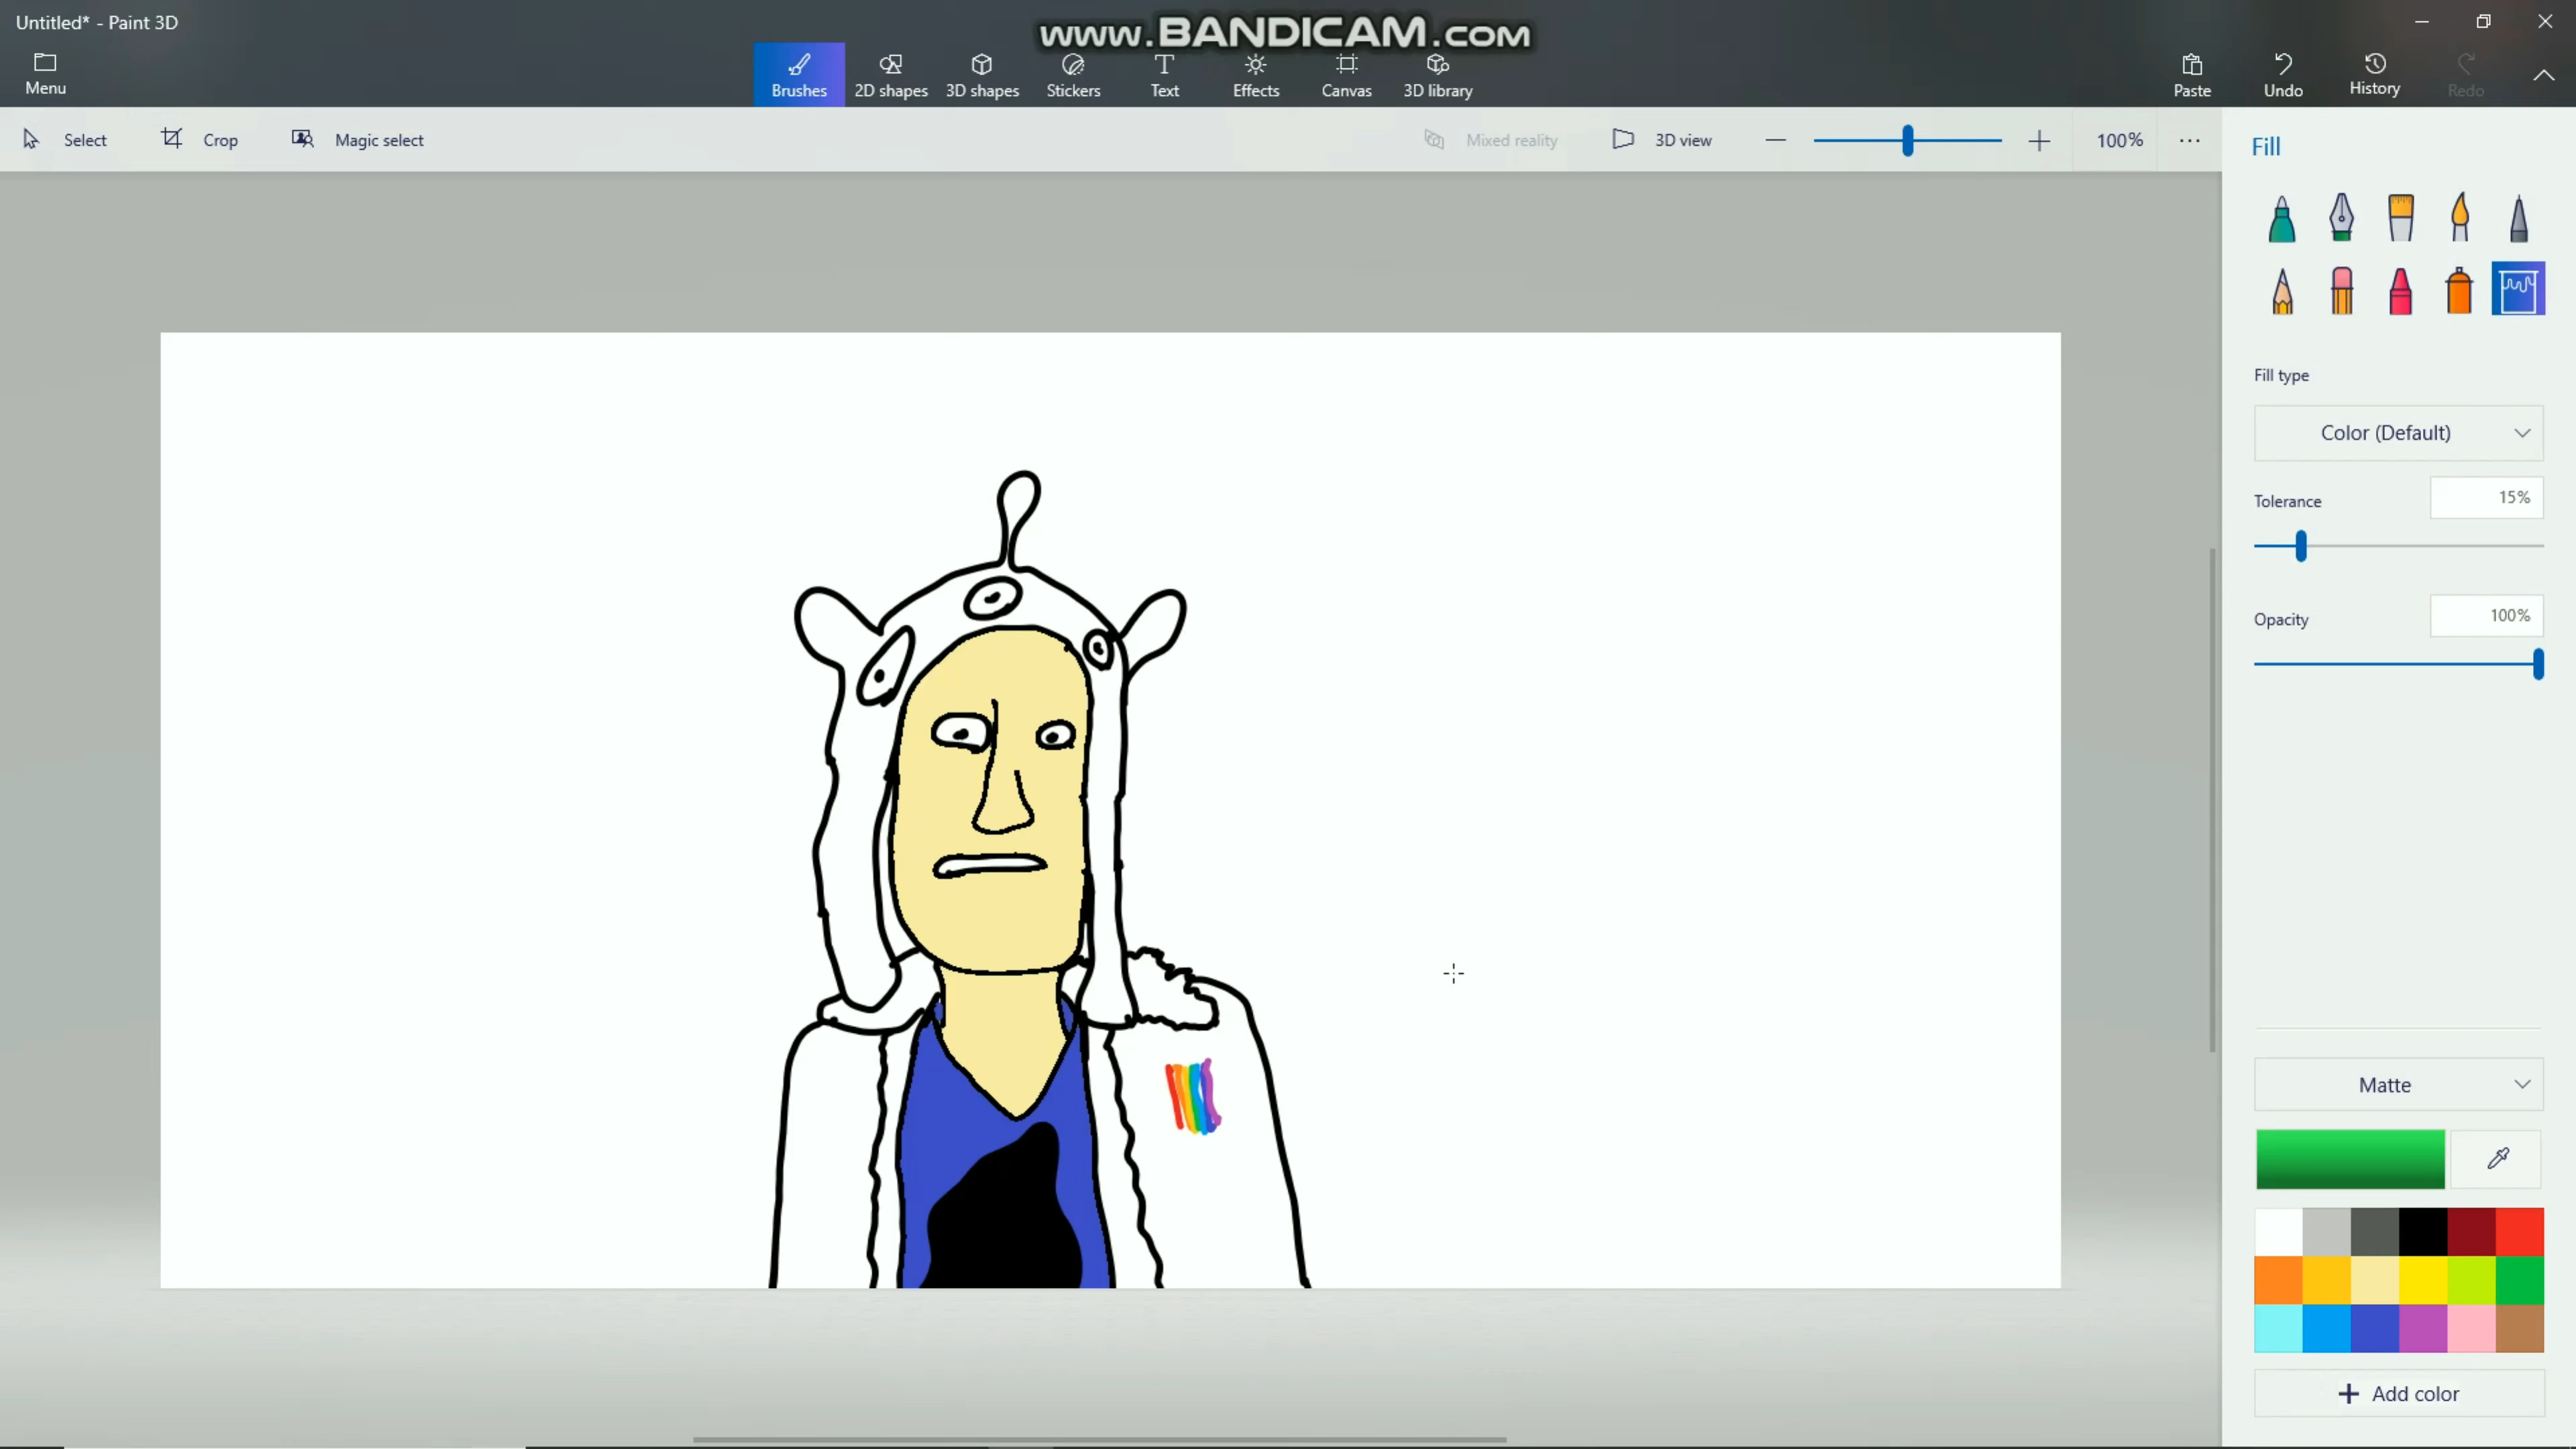 Untitled* - Paint 3D
www.BANDICAM.com
Menu
Brushes
2D shapes
3D shapes
Stickers
Text
Effects
Canvas
3D library
Paste
Undo
History
Redo
Select
Crop
Magic select
Mixed reality
3D view
100%
Fill
Fill type
Color (Default)
Tolerance
15%
Opacity
100%
Matte
Add color